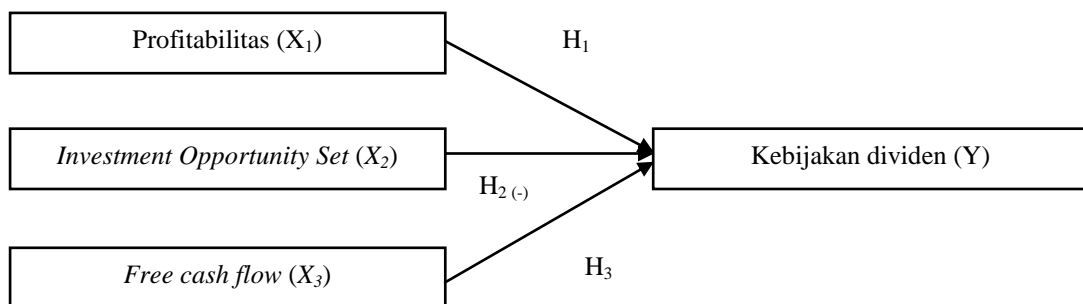 Profitabilitas (X₁)
H₁
Investment Opportunity Set (X₂)
Kebijakan dividen (Y)
H₂ (-)
Free cash flow (X₃)
H₃